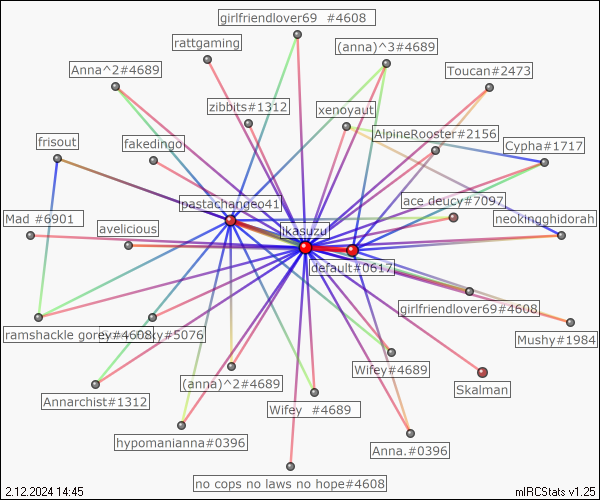 girlfriendlover69 #4608
rattgaming
(anna)^3#4689
Anna^2#4689
Toucan#2473
zibbits#1312
xenoyaut
AlpineRooster#2156
frisout
fakedingo
Cypha#1717
pastachangeo41
ace deucy#7097
Mad #6901
avelicious
ikasuzu
neokingghidorah
default#0617
girlfriendlover69#4608
ramshackle gorey#4608
#5076
Mushy#1984
(anna)^2#4689
Wifey#4689
Skalman
Annarchist#1312
Wifey #4689
hypomanianna#0396
Anna.#0396
no cops no laws no hope#4608
2.12.2024 14:45
mIRCStats v1.25